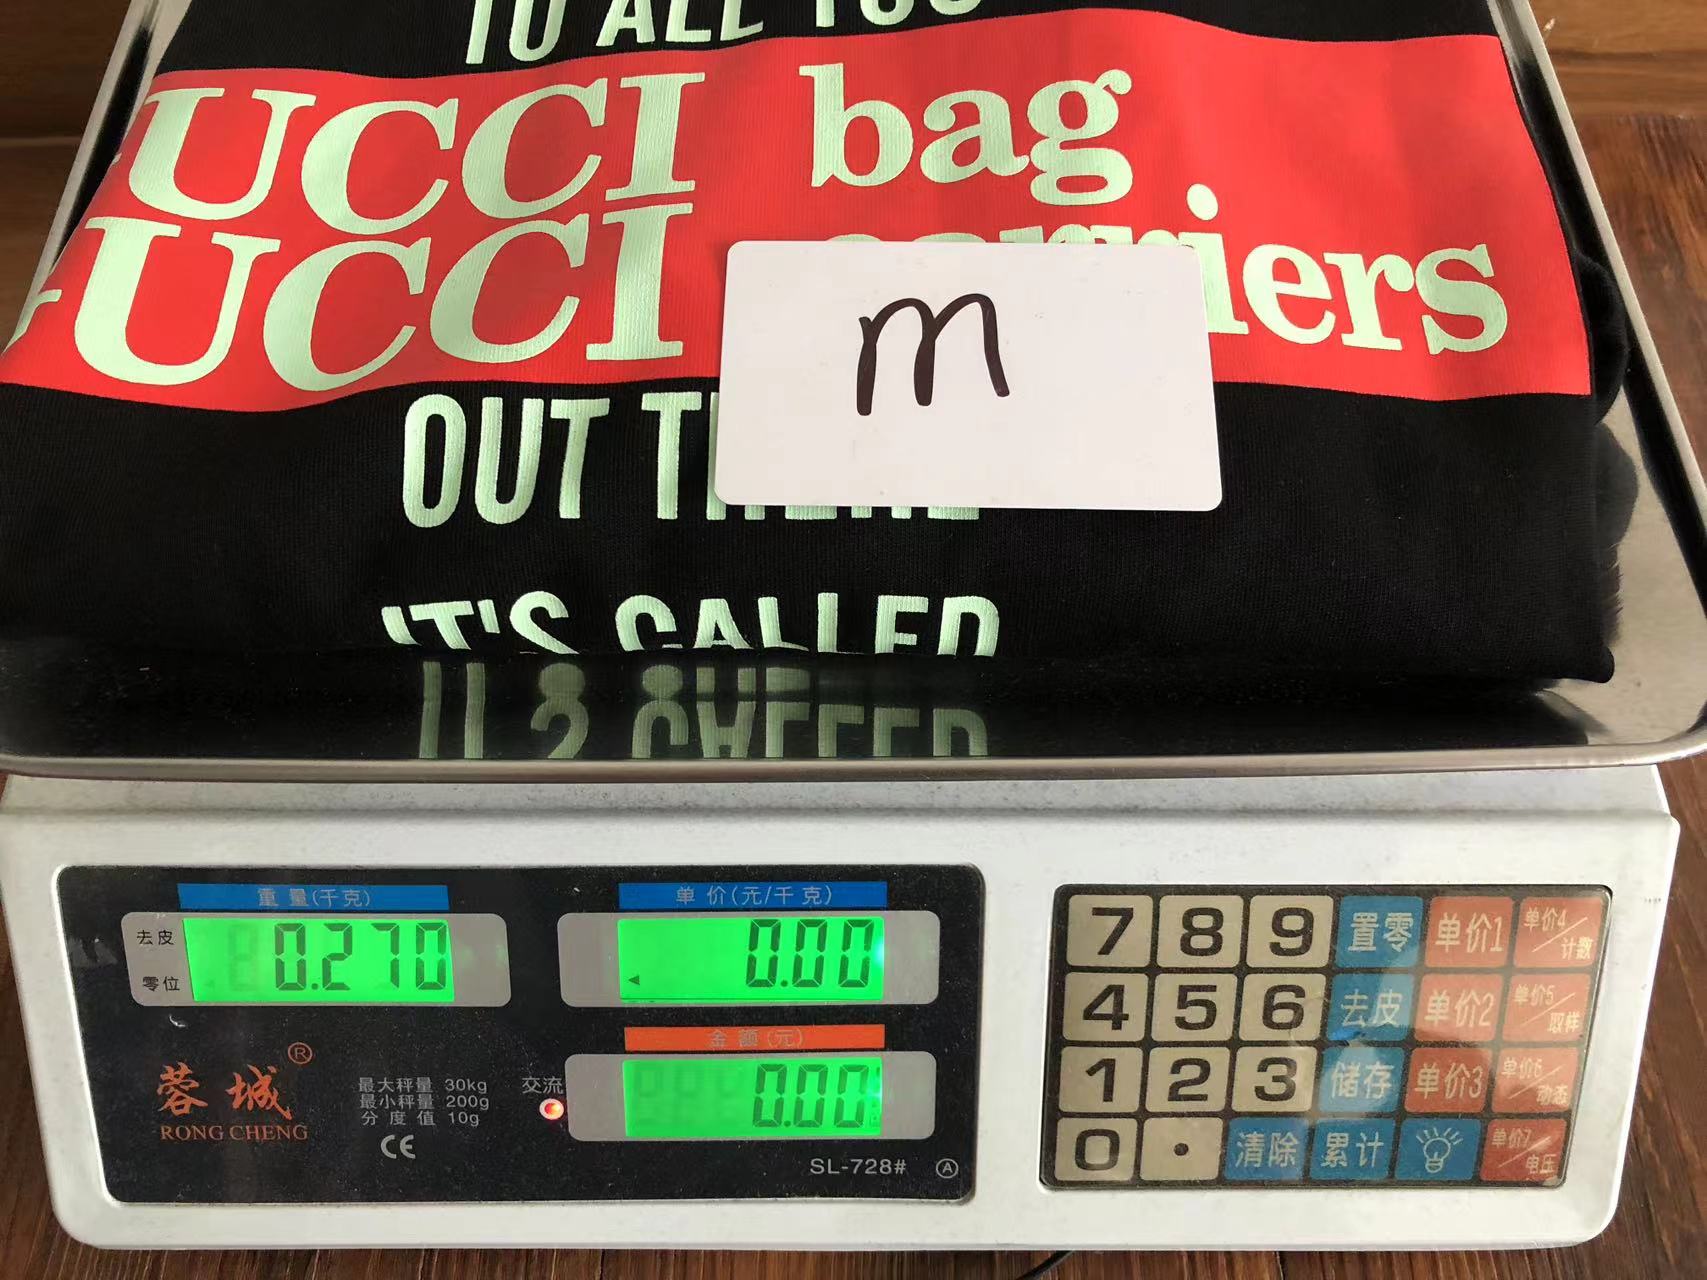 TO ALL YOU
GUCCI bag
GUCCI carriers
m
OUT THERE
IT'S CALLED
重量(千克)
单价(元/千克)
去皮
零位
0.270
0.00
金额(元)
0.00
蓉城®
RONG CHENG
最大秤量 30kg
最小秤量 200g
分度值 10g
CE
交流
SL-728# A
7 8 9 置零 单价1 单价4/计数
4 5 6 去皮 单价2 单价5/取样
1 2 3 储存 单价3 单价6/动态
0 . 清除 累计 单价7/电压